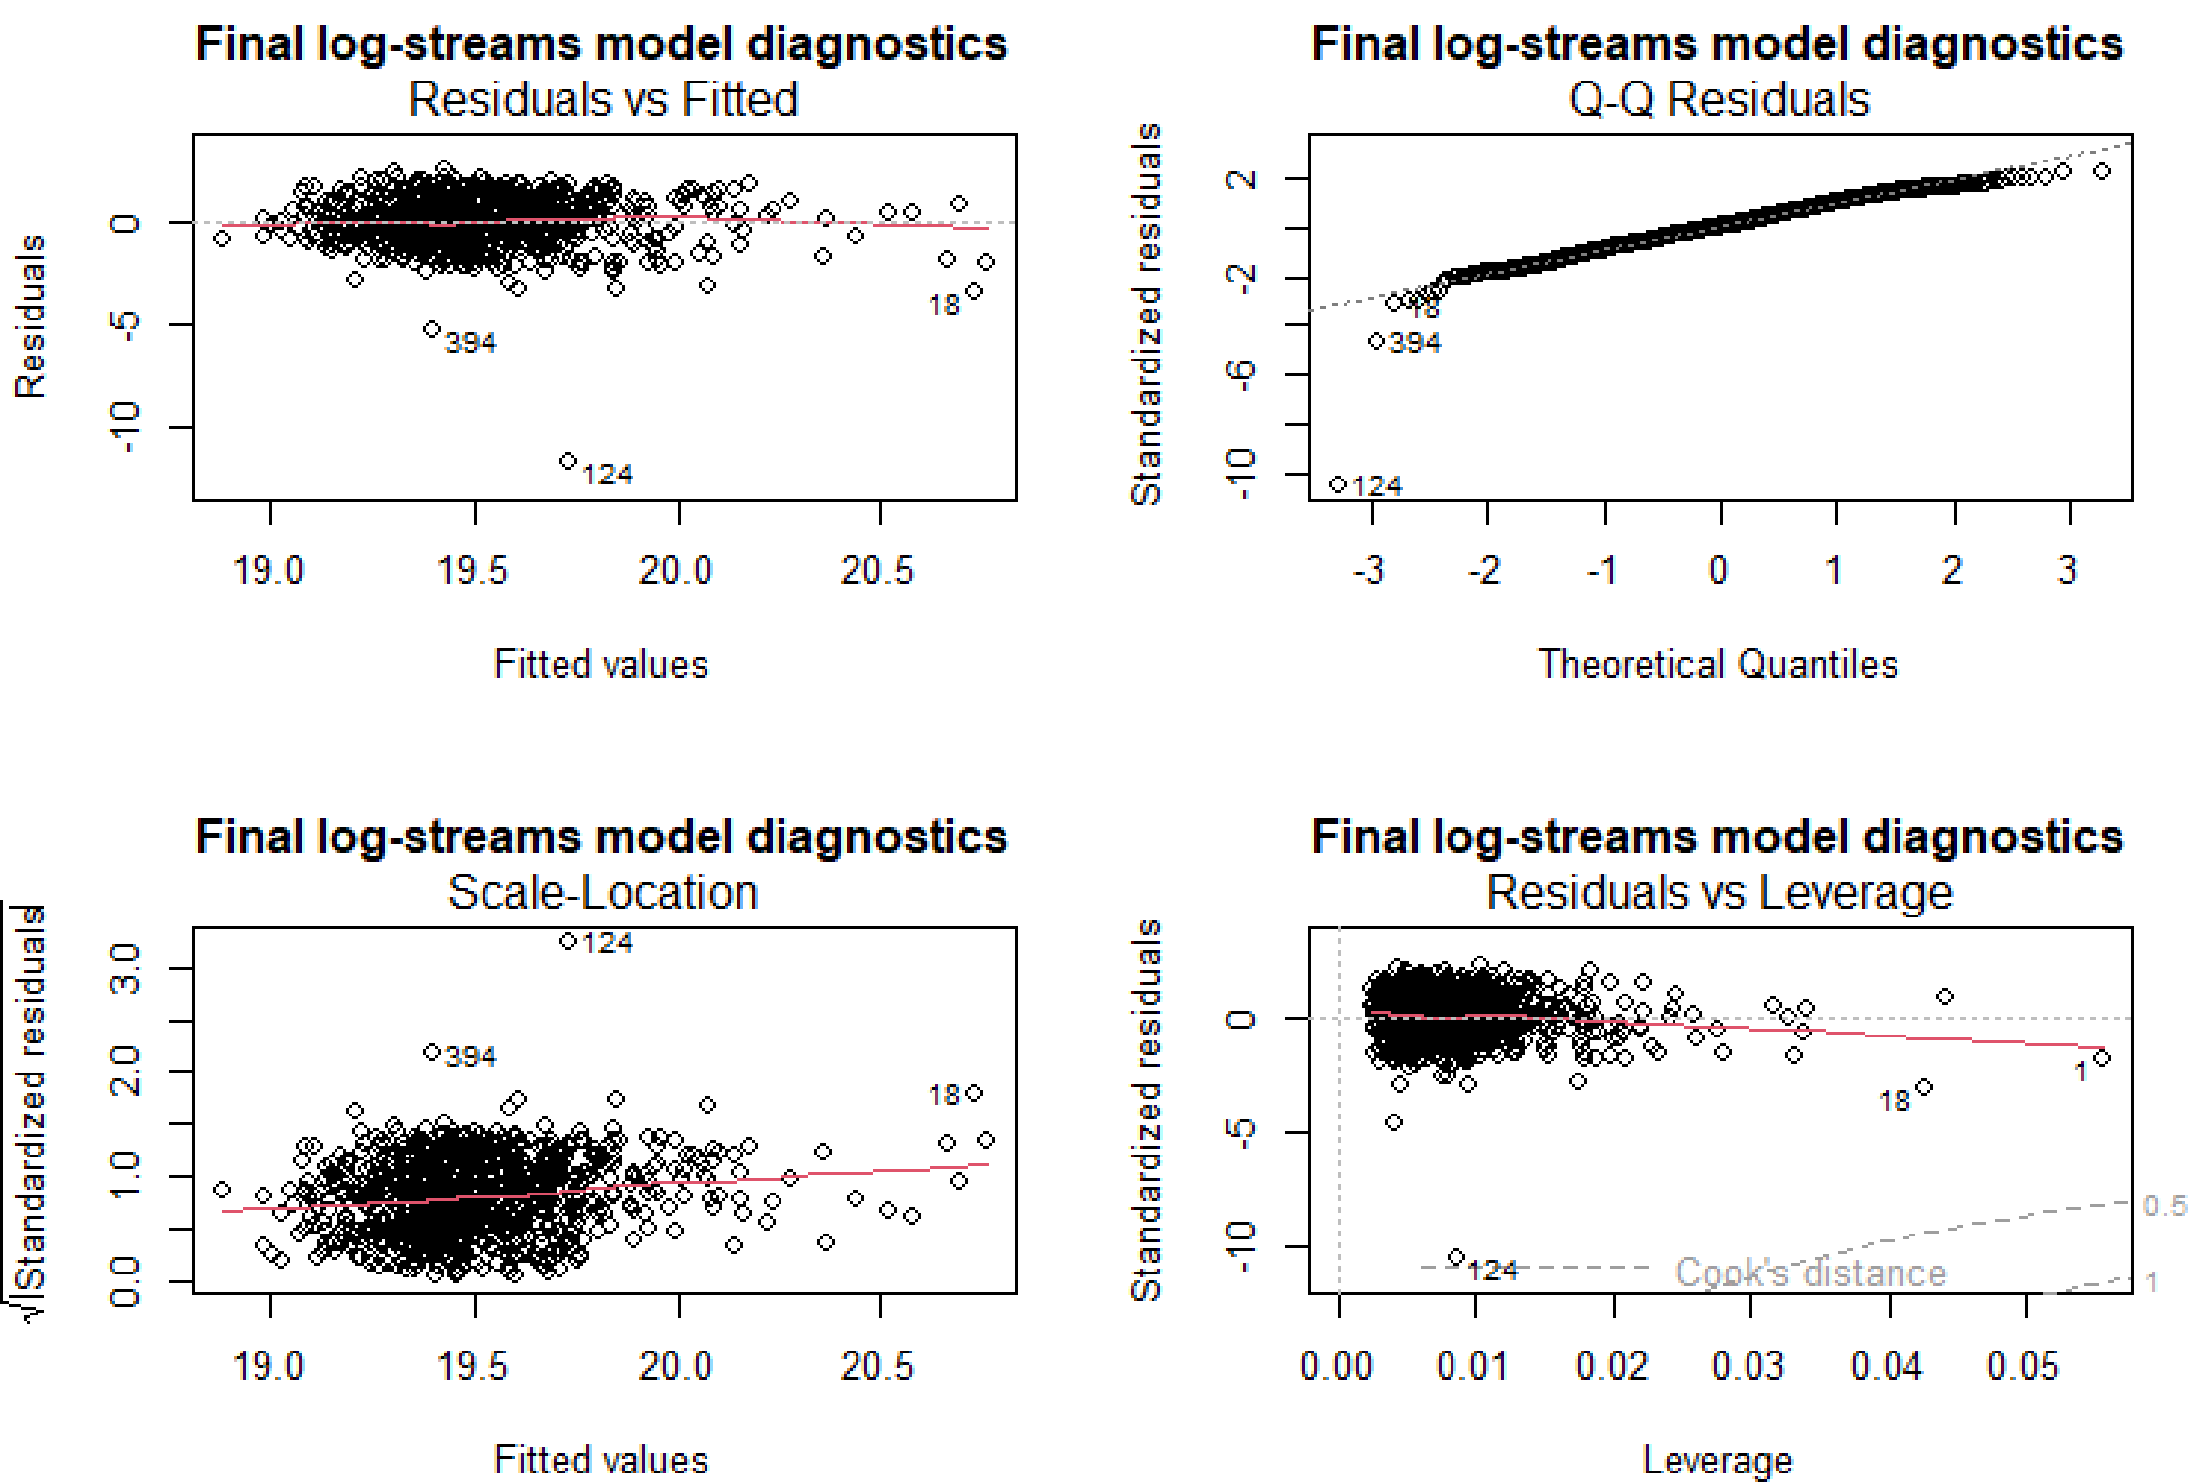 Final log-streams model diagnostics
Residuals vs Fitted
Residuals
0
-5
-10
18
394
124
19.0 19.5 20.0 20.5
Fitted values
Final log-streams model diagnostics
Q-Q Residuals
Standardized residuals
2
-2
-6
-10
18
394
124
-3 -2 -1 0 1 2 3
Theoretical Quantiles
Final log-streams model diagnostics
Scale-Location
√|Standardized residuals|
3.0
2.0
1.0
0.0
124
394
18
19.0 19.5 20.0 20.5
Fitted values
Final log-streams model diagnostics
Residuals vs Leverage
Standardized residuals
0
-5
-10
1
18
0.5
124
Cook's distance
1
0.00 0.01 0.02 0.03 0.04 0.05
Leverage